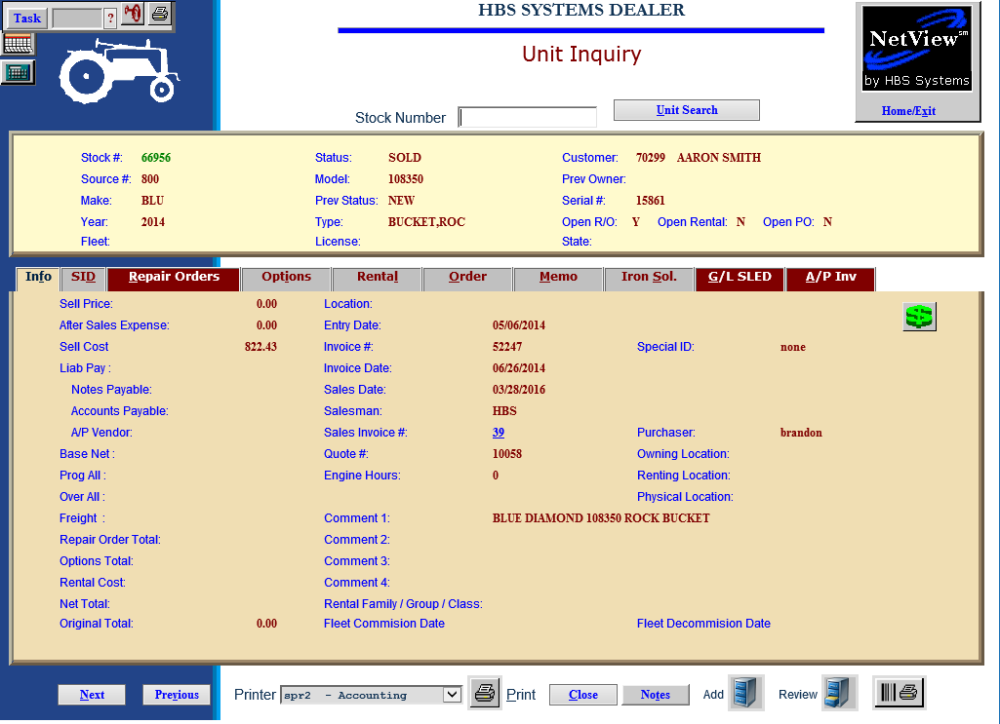 HBS SYSTEMS DEALER
Task ?
Unit Inquiry
NetView℠
by HBS Systems
Home/Exit
Stock Number Unit Search
Stock #: 66956 Status: SOLD Customer: 70299 AARON SMITH
Source #: 800 Model: 108350 Prev Owner:
Make: BLU Prev Status: NEW Serial #: 15861
Year: 2014 Type: BUCKET,ROC Open R/O: Y Open Rental: N Open PO: N
Fleet: License: State:
Info SID Repair Orders Options Rental Order Memo Iron Sol. G/L SLED A/P Inv
Sell Price: 0.00 Location:
After Sales Expense: 0.00 Entry Date: 05/06/2014
Sell Cost 822.43 Invoice #: 52247 Special ID: none
Liab Pay : Invoice Date: 06/26/2014
Notes Payable: Sales Date: 03/28/2016
Accounts Payable: Salesman: HBS
A/P Vendor: Sales Invoice #: 39 Purchaser: brandon
Base Net : Quote #: 10058 Owning Location:
Prog All : Engine Hours: 0 Renting Location:
Over All : Physical Location:
Freight : Comment 1: BLUE DIAMOND 108350 ROCK BUCKET
Repair Order Total: Comment 2:
Options Total: Comment 3:
Rental Cost: Comment 4:
Net Total: Rental Family / Group / Class:
Original Total: 0.00 Fleet Commision Date Fleet Decommision Date
Next Previous Printer spr2 - Accounting Print Close Notes Add Review